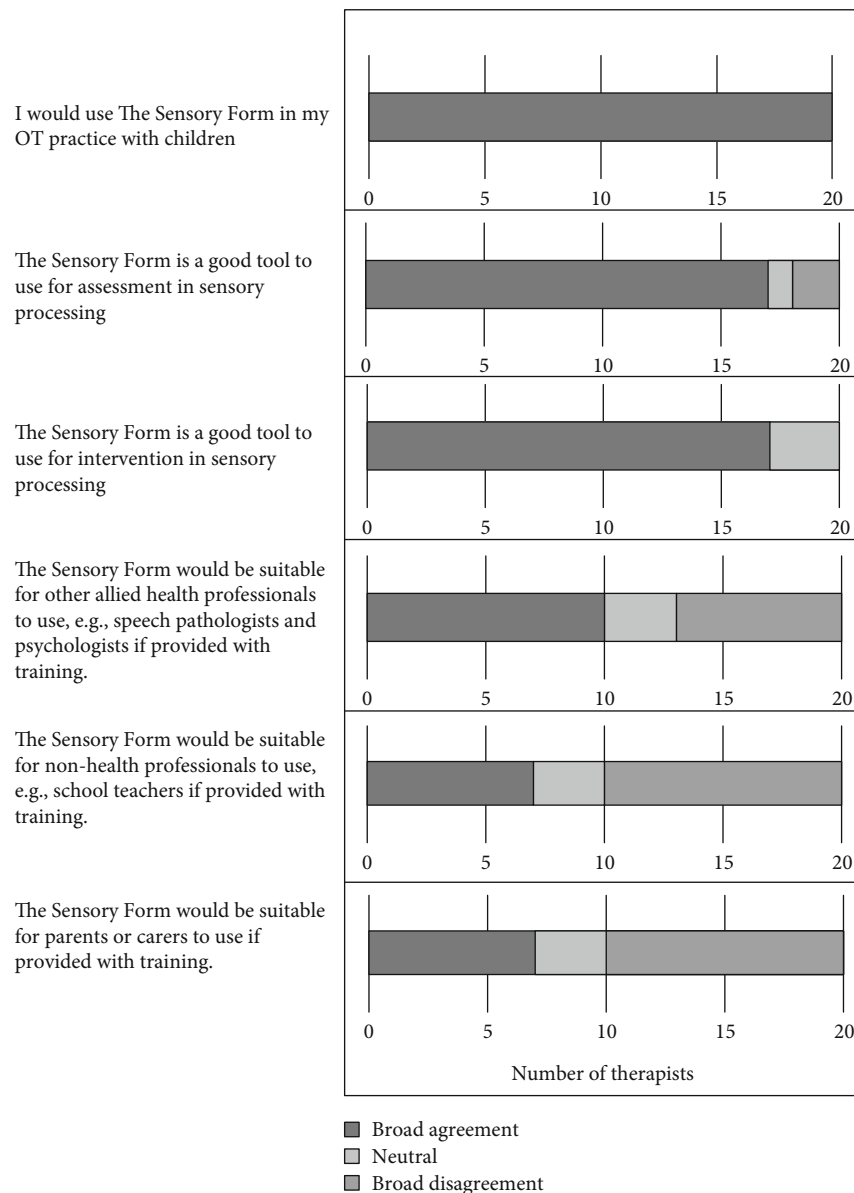 I would use The Sensory Form in my
OT practice with children
0 5 10 15 20
The Sensory Form is a good tool to
use for assessment in sensory
processing
0 5 10 15 20
The Sensory Form is a good tool to
use for intervention in sensory
processing
0 5 10 15 20
The Sensory Form would be suitable
for other allied health professionals
to use, e.g., speech pathologists and
psychologists if provided with
training.
0 5 10 15 20
The Sensory Form would be suitable
for non-health professionals to use,
e.g., school teachers if provided with
training.
0 5 10 15 20
The Sensory Form would be suitable
for parents or carers to use if
provided with training.
0 5 10 15 20
Number of therapists
Broad agreement
Neutral
Broad disagreement